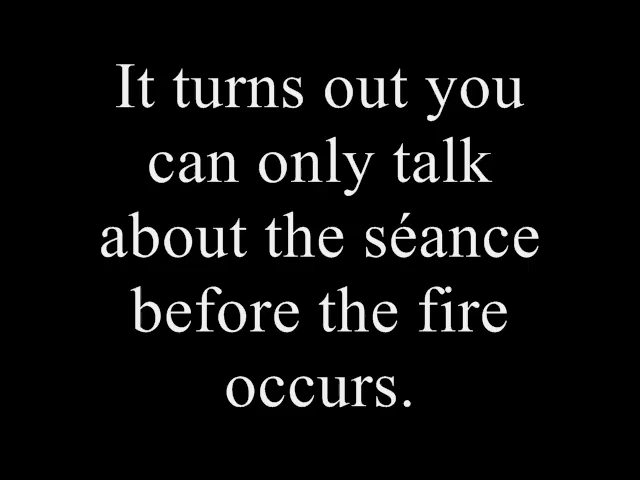 It turns out you
can only talk
about the séance
before the fire
occurs.